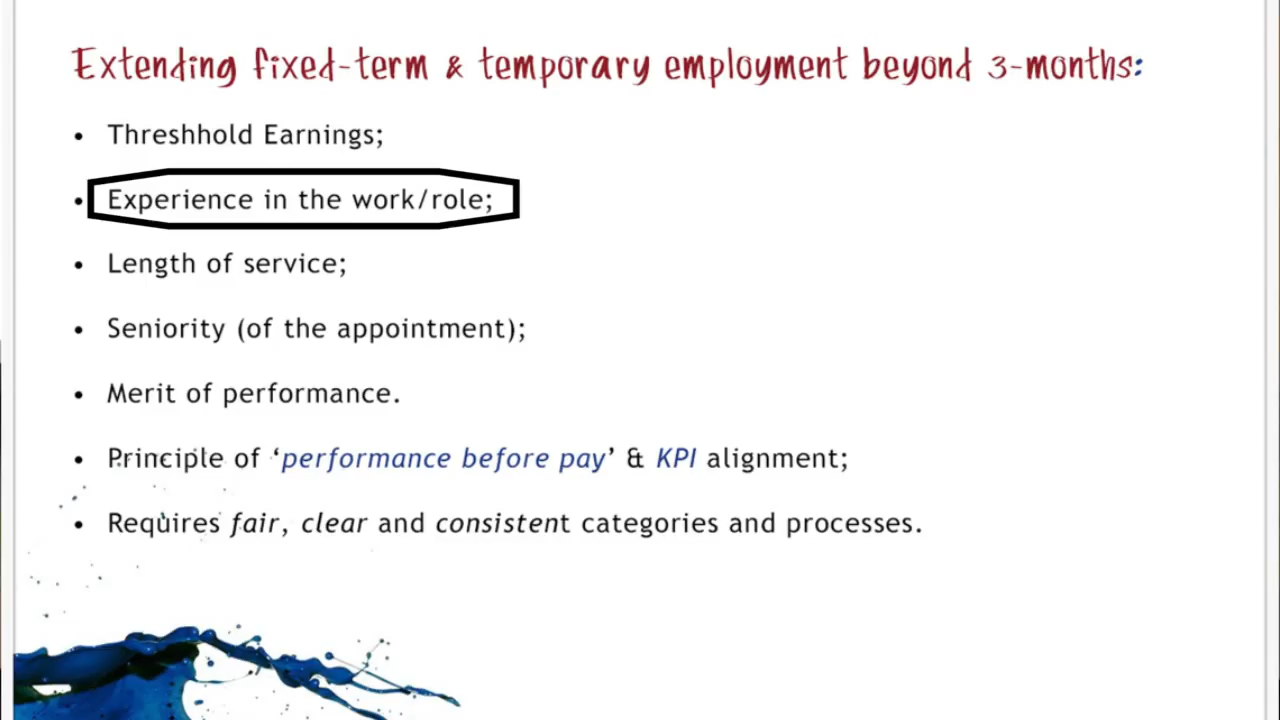 Extending fixed-term & temporary employment beyond 3-months:
• Threshhold Earnings;
• Experience in the work/role;
• Length of service;
• Seniority (of the appointment);
• Merit of performance.
• Principle of ‘performance before pay’ & KPI alignment;
• Requires fair, clear and consistent categories and processes.